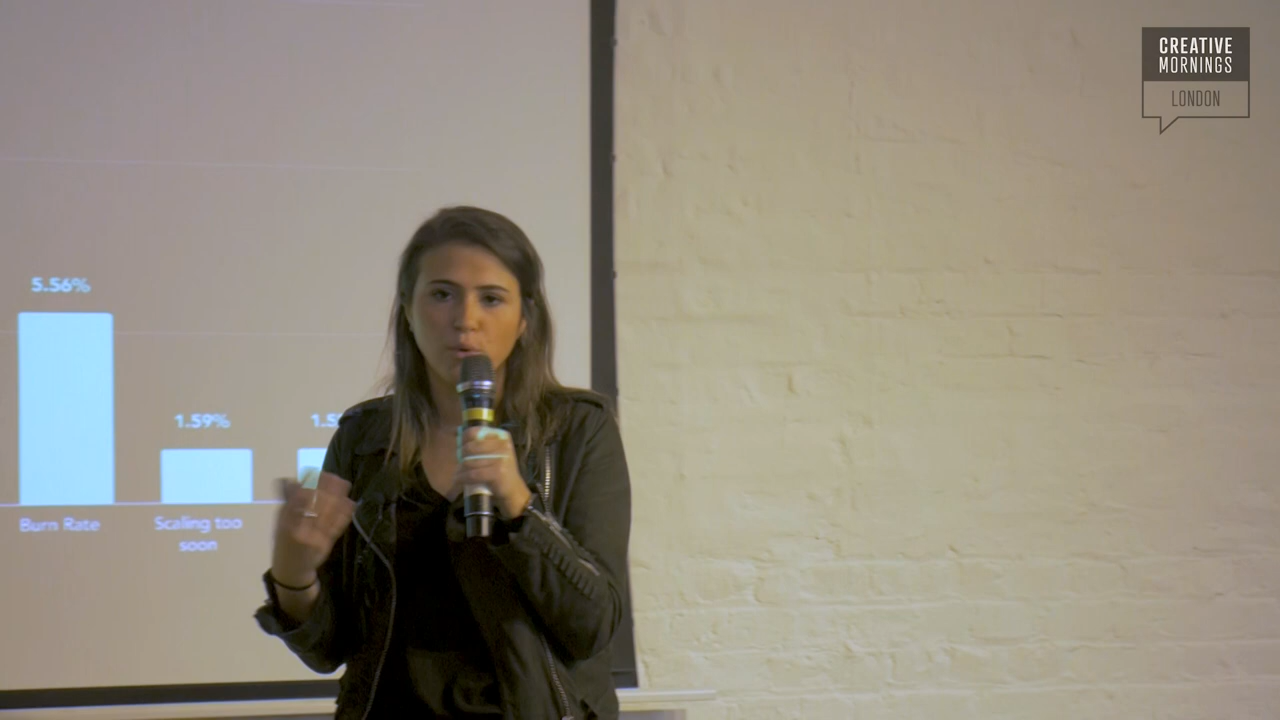 CREATIVE
MORNINGS
LONDON
5.56%
1.59%
Burn Rate
Scaling too
soon